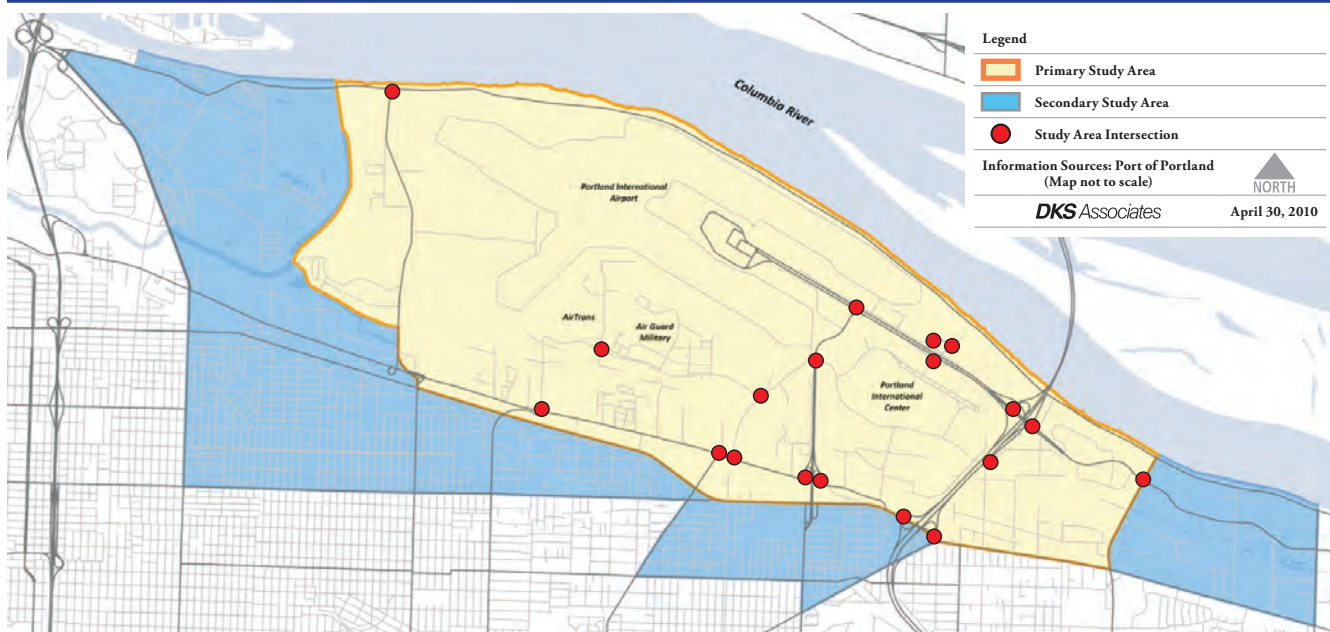 Columbia River
Portland International
Airport
AirTrans
Air Guard
Military
Portland
International
Center
Legend
Primary Study Area
Secondary Study Area
Study Area Intersection
Information Sources: Port of Portland
(Map not to scale)
NORTH
DKS Associates
April 30, 2010